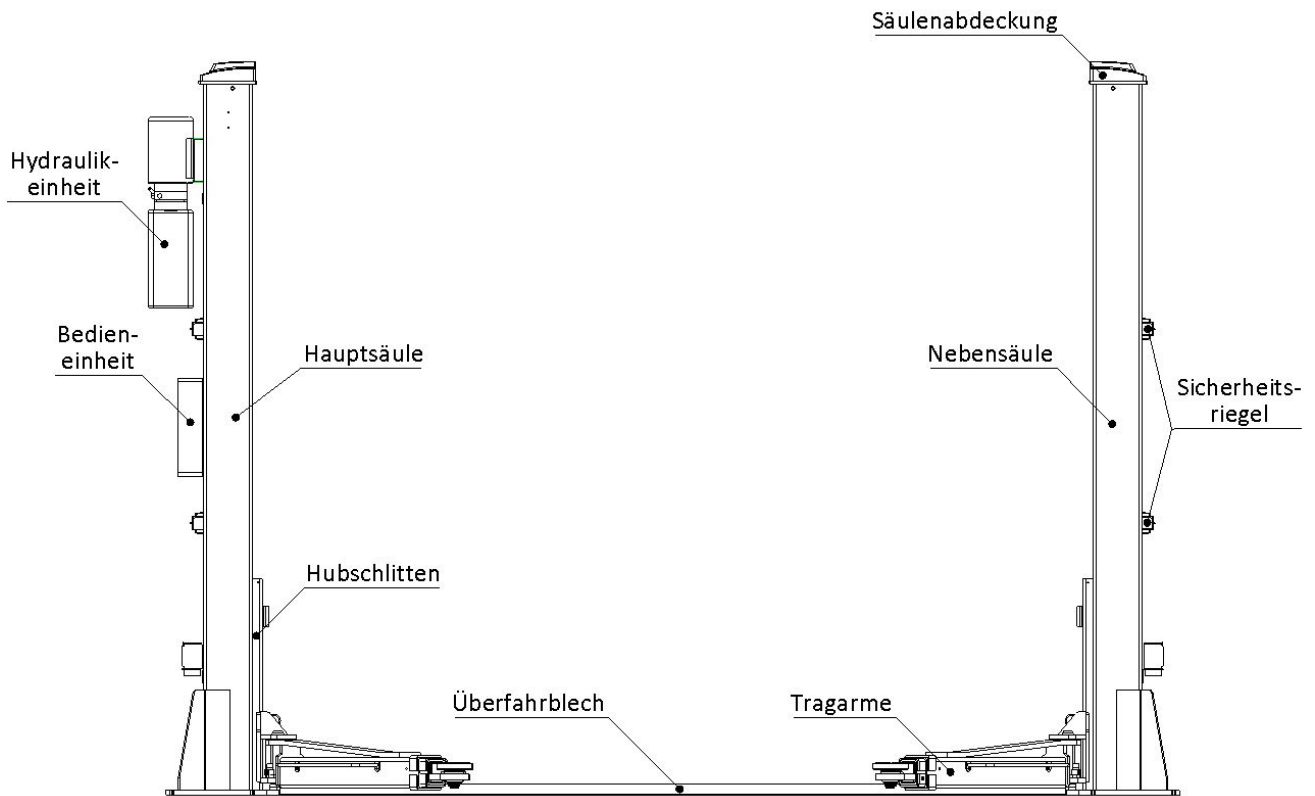 Säulenabdeckung
Hydraulik-
einheit
Bedien-
einheit
Hauptsäule
Nebensäule
Sicherheits-
riegel
Hubschlitten
Überfahrblech
Tragarme